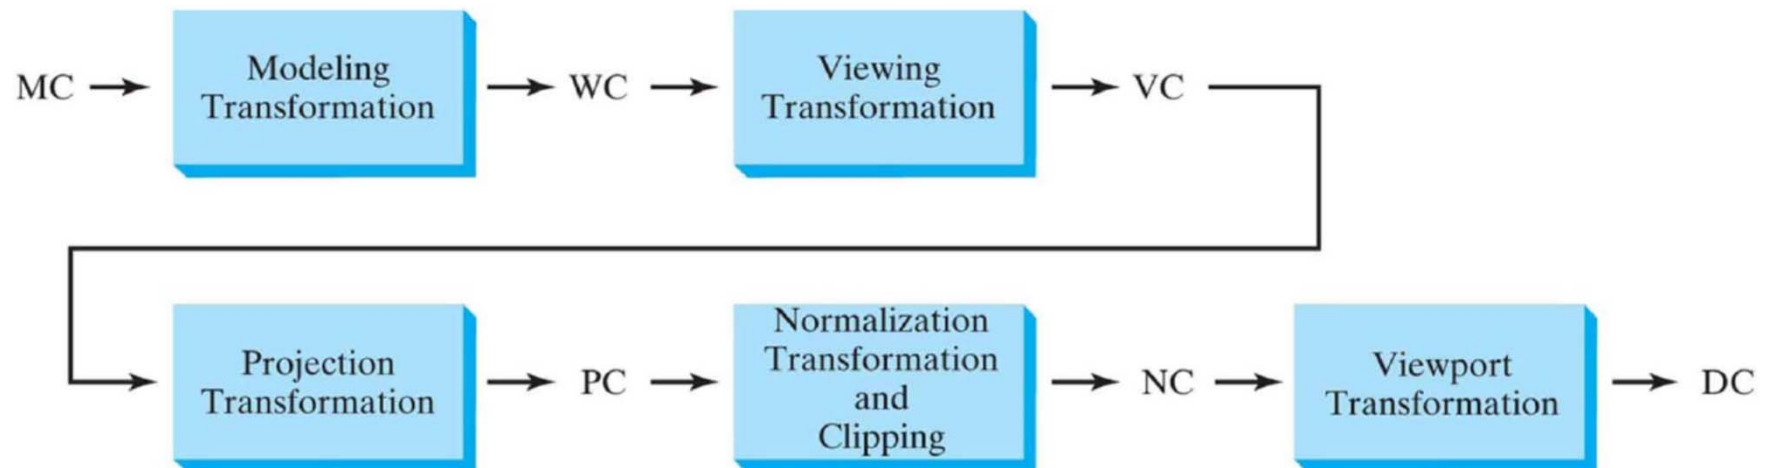 MC
Modeling
Transformation
WC
Viewing
Transformation
VC
Projection
Transformation
PC
Normalization
Transformation
and
Clipping
NC
Viewport
Transformation
DC